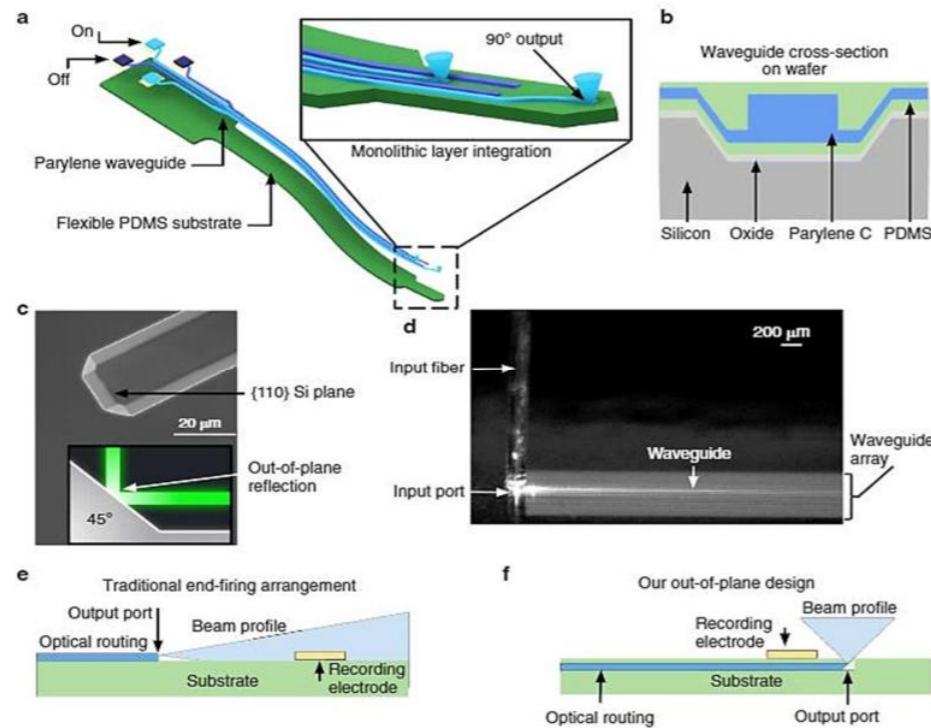 a
On
Off
90° output
Parylene waveguide
Monolithic layer integration
Flexible PDMS substrate
b
Waveguide cross-section
on wafer
Silicon Oxide Parylene C PDMS
c
{110} Si plane
20 μm
Out-of-plane
reflection
45°
d
200 μm
Input fiber
Waveguide
Waveguide
array
Input port
e
Traditional end-firing arrangement
Output port
Beam profile
Optical routing
Recording
electrode
Substrate
f
Our out-of-plane design
Beam profile
Recording
electrode
Substrate
Optical routing
Output port